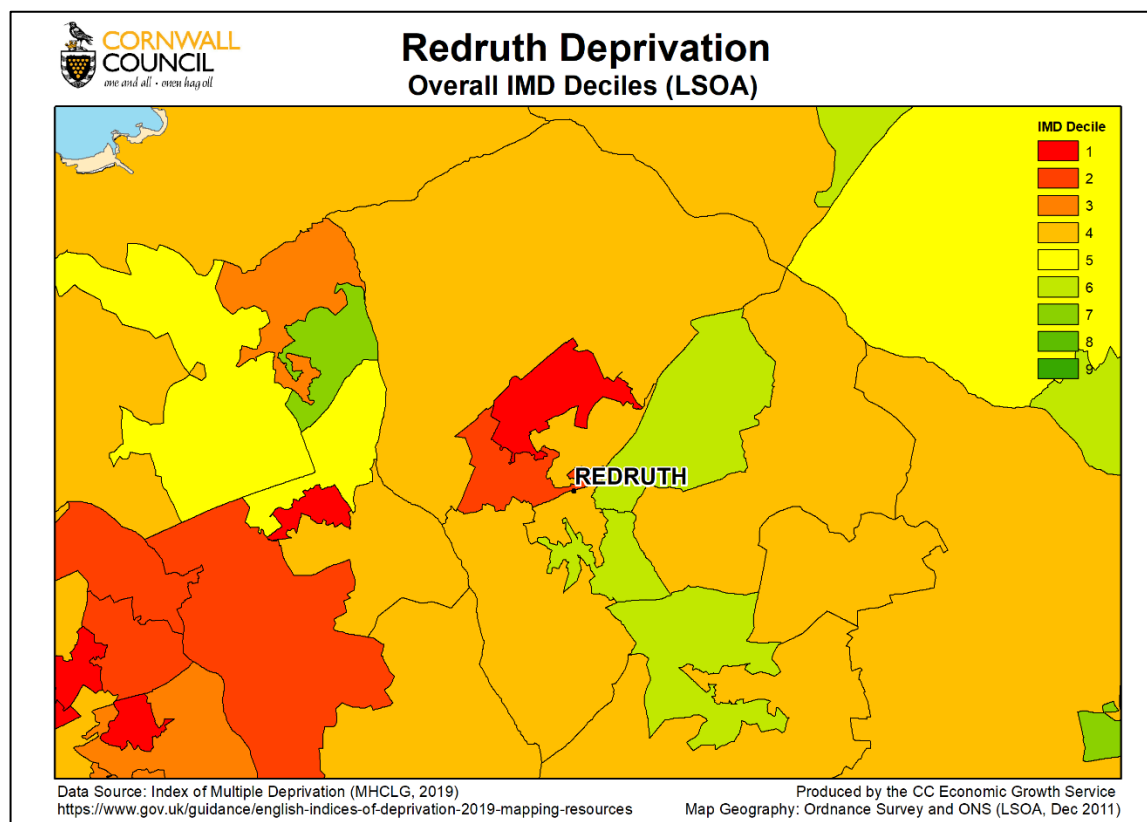 CORNWALL
COUNCIL
one and all • onen hag oll
Redruth Deprivation
Overall IMD Deciles (LSOA)
IMD Decile
1
2
3
4
5
6
7
8
9
REDRUTH
Data Source: Index of Multiple Deprivation (MHCLG, 2019)
https://www.gov.uk/guidance/english-indices-of-deprivation-2019-mapping-resources
Produced by the CC Economic Growth Service
Map Geography: Ordnance Survey and ONS (LSOA, Dec 2011)